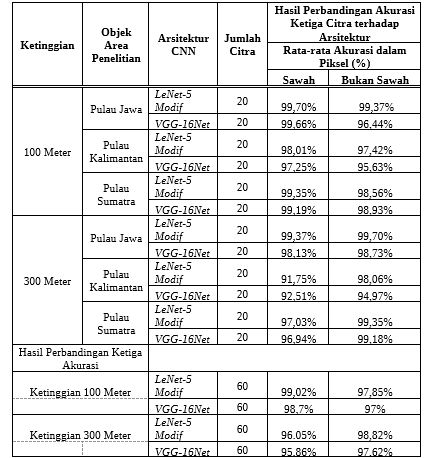 Ketinggian
Objek
Area
Penelitian
Arsitektur
CNN
Jumlah
Citra
Hasil Perbandingan Akurasi
Ketiga Citra terhadap
Arsitektur
Rata-rata Akurasi dalam
Piksel (%)
Sawah Bukan Sawah
100 Meter
Pulau Jawa
LeNet-5
Modif 20 99,70% 99,37%
VGG-16Net 20 99,66% 96,44%
Pulau
Kalimantan
LeNet-5
Modif 20 98,01% 97,42%
VGG-16Net 20 97,25% 95,63%
Pulau
Sumatra
LeNet-5
Modif 20 99,35% 98,56%
VGG-16Net 20 99,19% 98,93%
300 Meter
Pulau Jawa
LeNet-5
Modif 20 99,37% 99,70%
VGG-16Net 20 98,13% 98,73%
Pulau
Kalimantan
LeNet-5
Modif 20 91,75% 98,06%
VGG-16Net 20 92,51% 94,97%
Pulau
Sumatra
LeNet-5
Modif 20 97,03% 99,35%
VGG-16Net 20 96,94% 99,18%
Hasil Perbandingan Ketiga
Akurasi
Ketinggian 100 Meter
LeNet-5
Modif 60 99,02% 97,85%
VGG-16Net 60 98,7% 97%
Ketinggian 300 Meter
LeNet-5
Modif 60 96.05% 98,82%
VGG-16Net 60 95,86% 97,62%